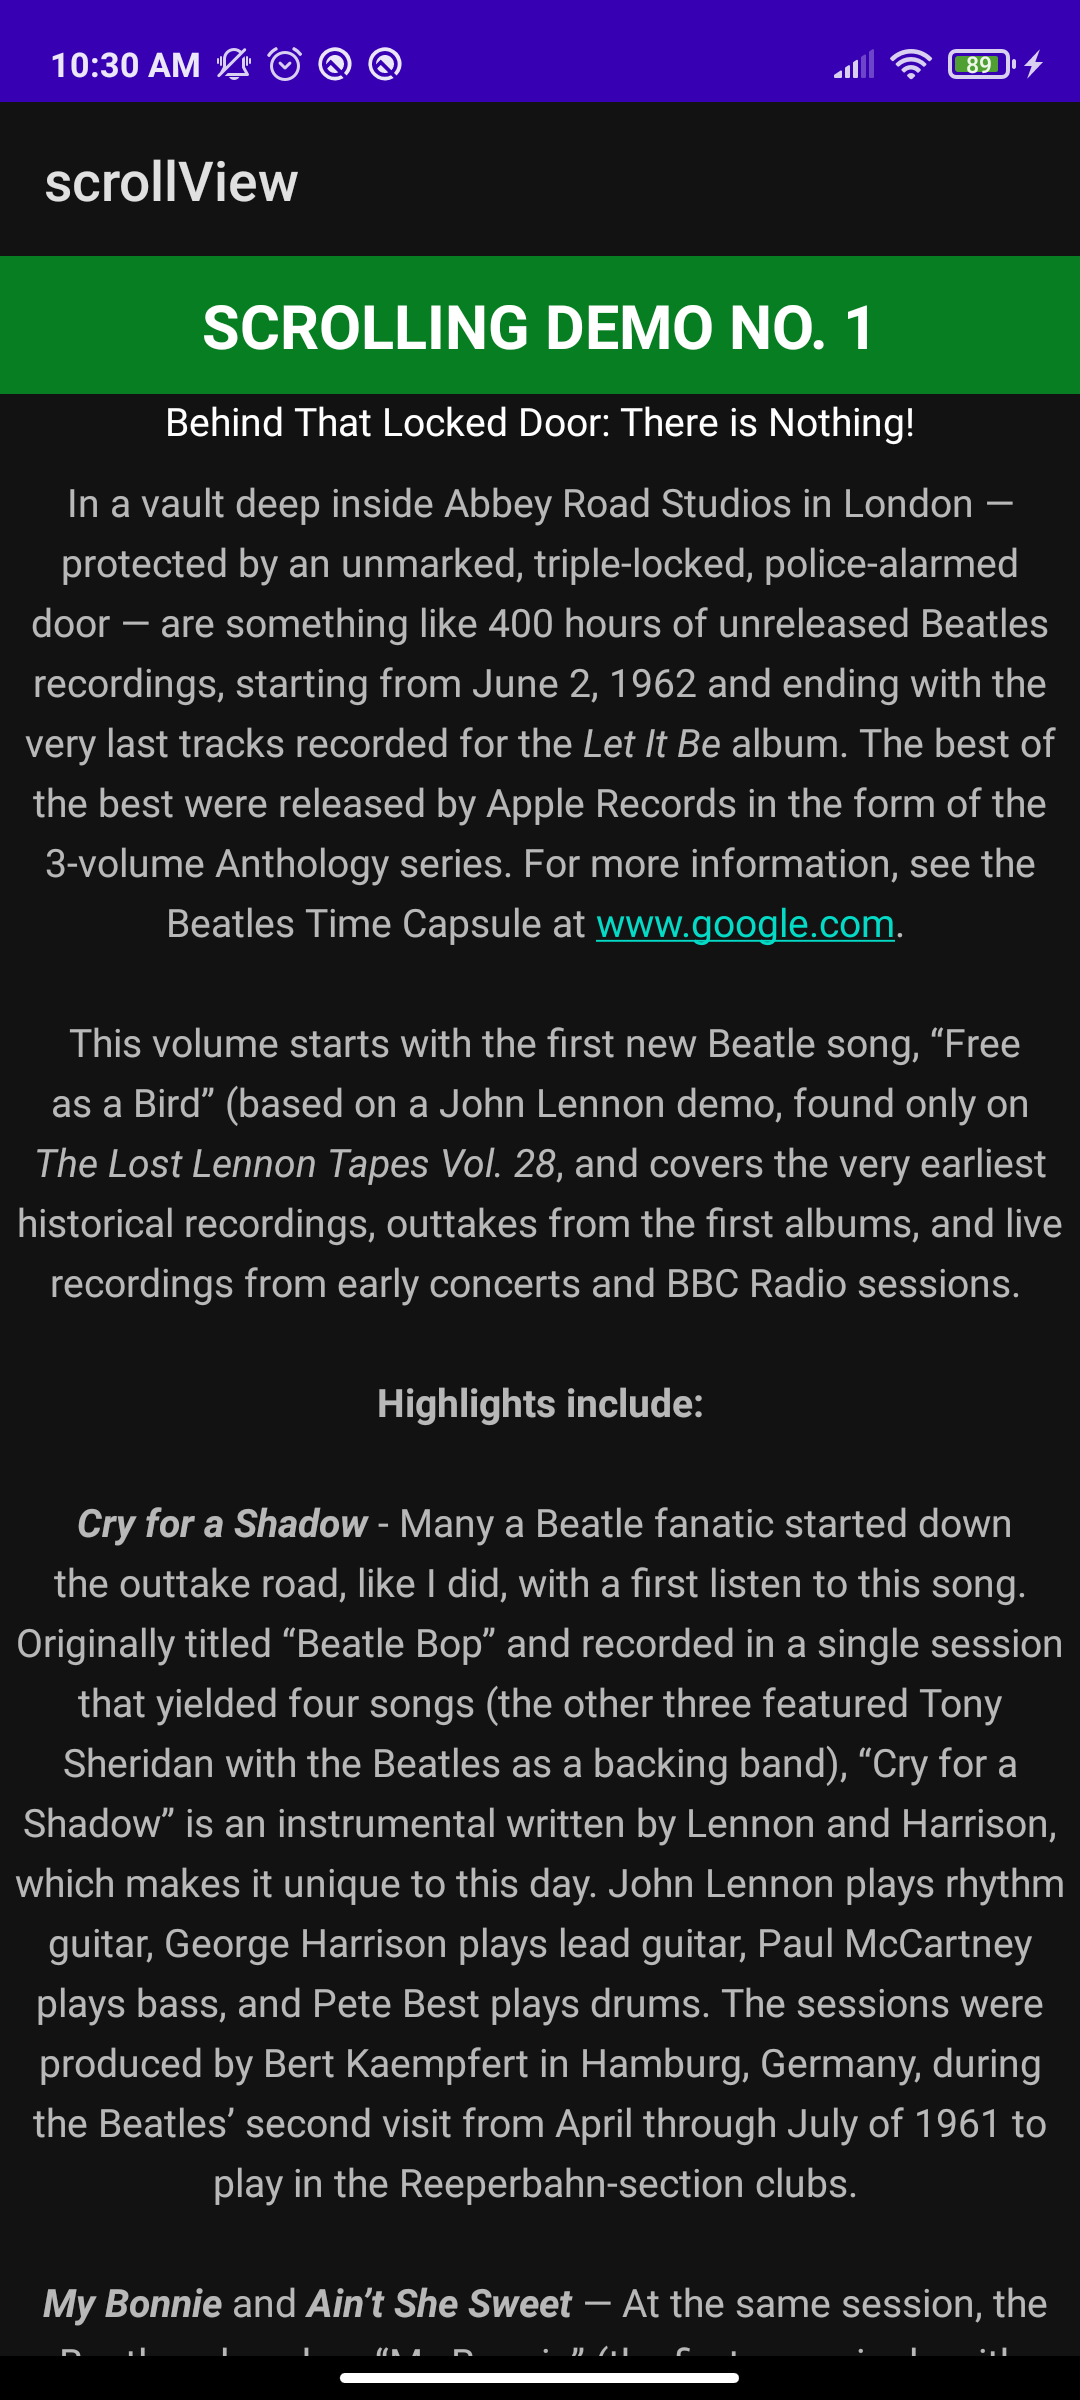 10:30 AM 89
scrollView
SCROLLING DEMO NO. 1
Behind That Locked Door: There is Nothing!
In a vault deep inside Abbey Road Studios in London —
protected by an unmarked, triple-locked, police-alarmed
door — are something like 400 hours of unreleased Beatles
recordings, starting from June 2, 1962 and ending with the
very last tracks recorded for the Let It Be album. The best of
the best were released by Apple Records in the form of the
3-volume Anthology series. For more information, see the
Beatles Time Capsule at www.google.com.
This volume starts with the first new Beatle song, “Free
as a Bird” (based on a John Lennon demo, found only on
The Lost Lennon Tapes Vol. 28, and covers the very earliest
historical recordings, outtakes from the first albums, and live
recordings from early concerts and BBC Radio sessions.
Highlights include:
Cry for a Shadow - Many a Beatle fanatic started down
the outtake road, like I did, with a first listen to this song.
Originally titled “Beatle Bop” and recorded in a single session
that yielded four songs (the other three featured Tony
Sheridan with the Beatles as a backing band), “Cry for a
Shadow” is an instrumental written by Lennon and Harrison,
which makes it unique to this day. John Lennon plays rhythm
guitar, George Harrison plays lead guitar, Paul McCartney
plays bass, and Pete Best plays drums. The sessions were
produced by Bert Kaempfert in Hamburg, Germany, during
the Beatles’ second visit from April through July of 1961 to
play in the Reeperbahn-section clubs.
My Bonnie and Ain’t She Sweet — At the same session, the